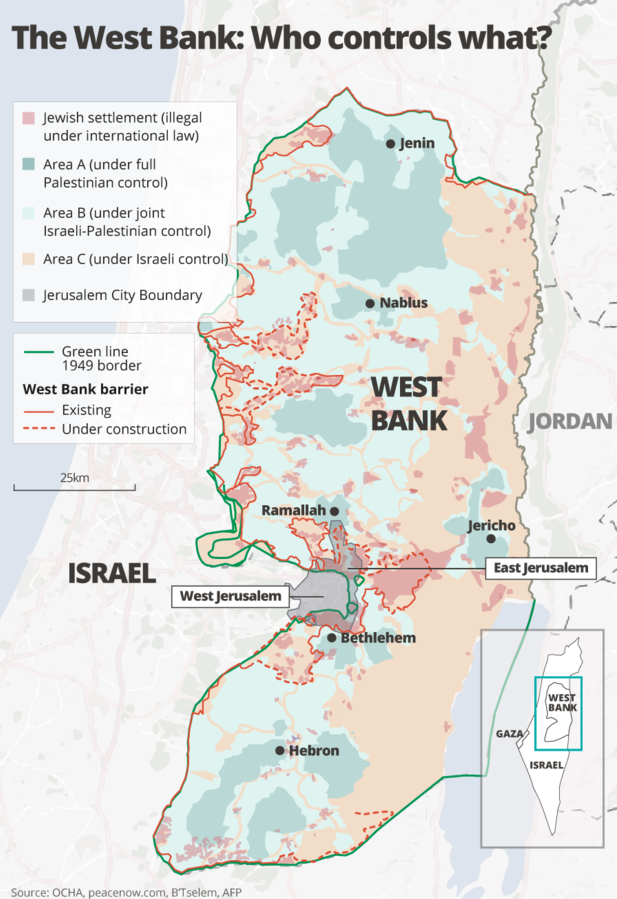 The West Bank: Who controls what?
Jewish settlement (illegal
under international law)
Area A (under full
Palestinian control)
Area B (under joint
Israeli-Palestinian control)
Area C (under Israeli control)
Jerusalem City Boundary
Green line
1949 border
West Bank barrier
Existing
Under construction
25km
Jenin
Nablus
WEST
BANK
JORDAN
Ramallah
Jericho
ISRAEL
East Jerusalem
West Jerusalem
Bethlehem
Hebron
WEST
BANK
GAZA
ISRAEL
Source: OCHA, peacenow.com, B'Tselem, AFP